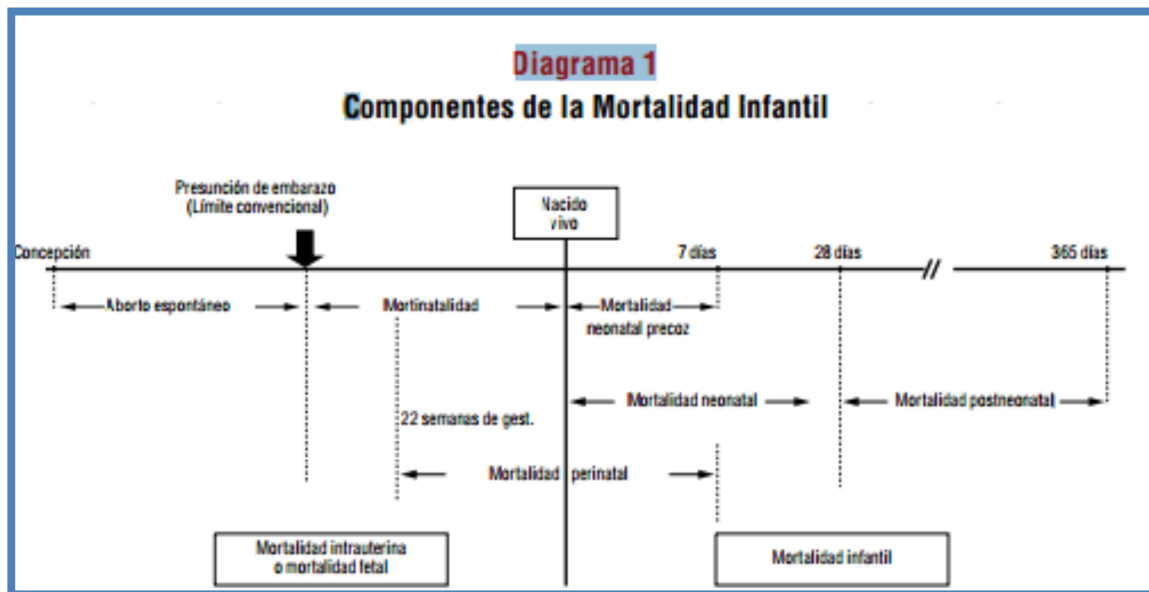 Diagrama 1
Componentes de la Mortalidad Infantil
Presunción de embarazo
(Límite convencional)
Nacido
vivo
Concepción
7 días
28 días
365 días
Aborto espontáneo
Mortinatalidad
Mortalidad
neonatal precoz
Mortalidad neonatal
Mortalidad postneonatal
22 semanas de gest.
Mortalidad perinatal
Mortalidad intrauterina
o mortalidad fetal
Mortalidad infantil